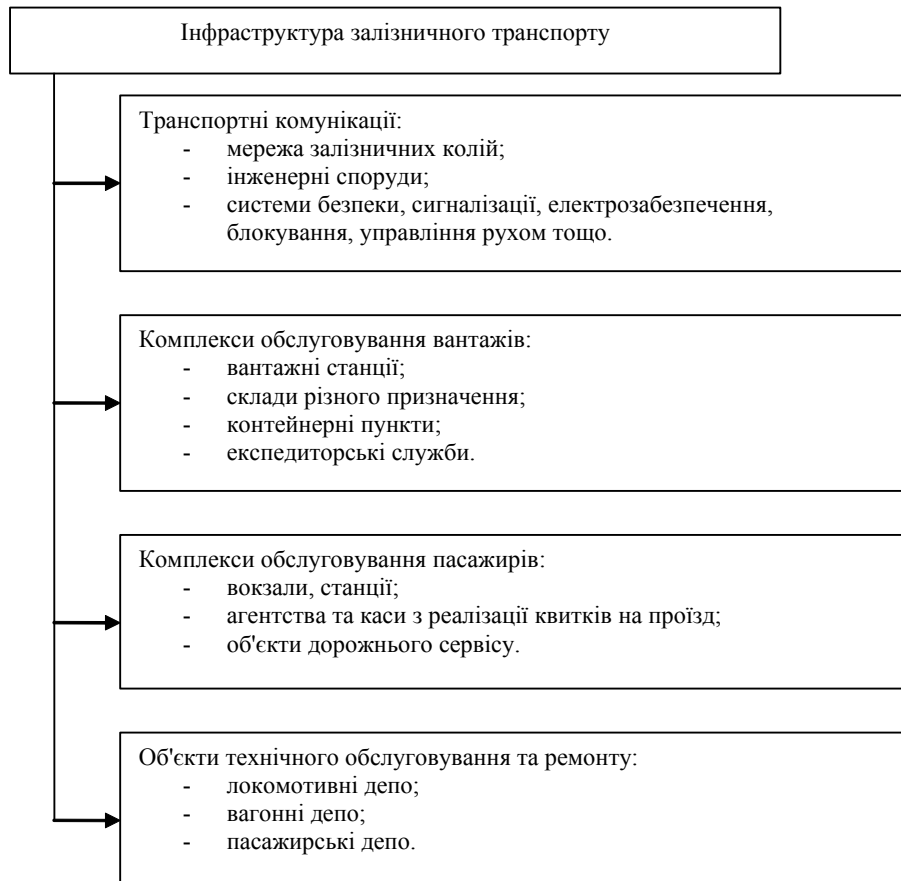 Інфраструктура залізничного транспорту
Транспортні комунікації:
- мережа залізничних колій;
- інженерні споруди;
- системи безпеки, сигналізації, електрозабезпечення,
блокування, управління рухом тощо.
Комплекси обслуговування вантажів:
- вантажні станції;
- склади різного призначення;
- контейнерні пункти;
- експедиторські служби.
Комплекси обслуговування пасажирів:
- вокзали, станції;
- агентства та каси з реалізації квитків на проїзд;
- об'єкти дорожнього сервісу.
Об'єкти технічного обслуговування та ремонту:
- локомотивні депо;
- вагонні депо;
- пасажирські депо.